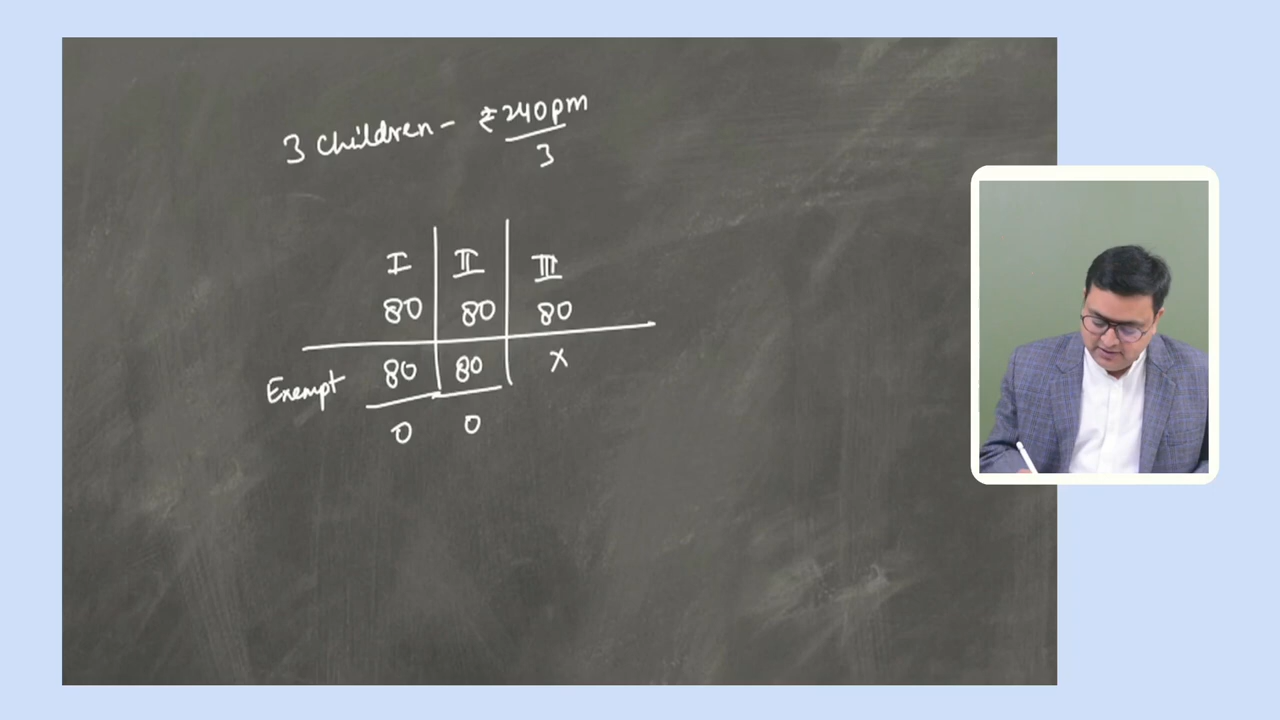 3 children - ₹240pm
3
I II III
80 80 80
Exempt 80 80 X
0 0